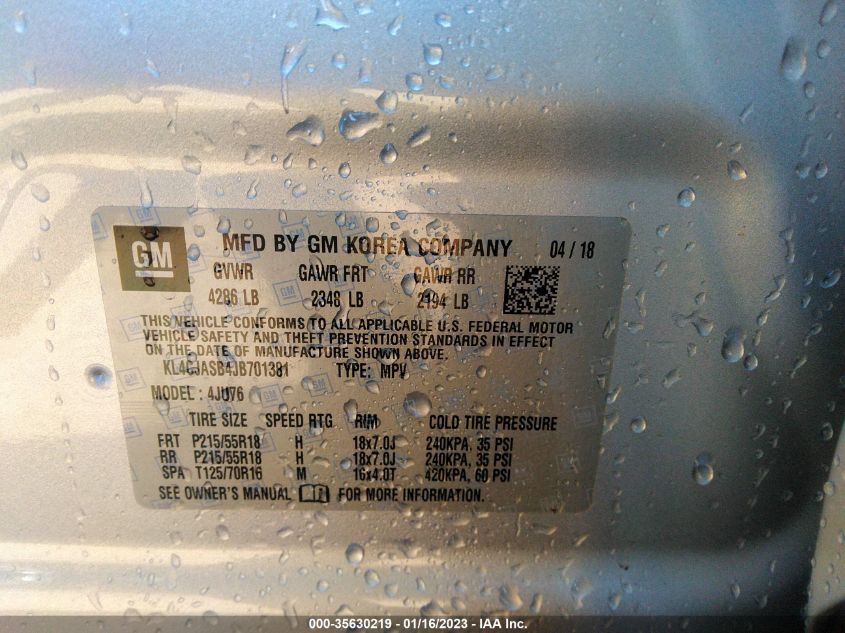 GM
MFD BY GM KOREA COMPANY 04 / 18
GVWR GAWR FRT GAWR RR
4286 LB 2348 LB 2194 LB
THIS VEHICLE CONFORMS TO ALL APPLICABLE U.S. FEDERAL MOTOR
VEHICLE SAFETY AND THEFT PREVENTION STANDARDS IN EFFECT
ON THE DATE OF MANUFACTURE SHOWN ABOVE.
KL4CJASB4JB701381 TYPE: MPV
MODEL : 4JU76
TIRE SIZE SPEED RTG RIM COLD TIRE PRESSURE
FRT P215/55R18 H 18x7.0J 240KPA, 35 PSI
RR P215/55R18 H 18x7.0J 240KPA, 35 PSI
SPA T125/70R16 M 16x4.0T 420KPA, 60 PSI
SEE OWNER'S MANUAL FOR MORE INFORMATION.
000-35630219 - 01/16/2023 - IAA Inc.